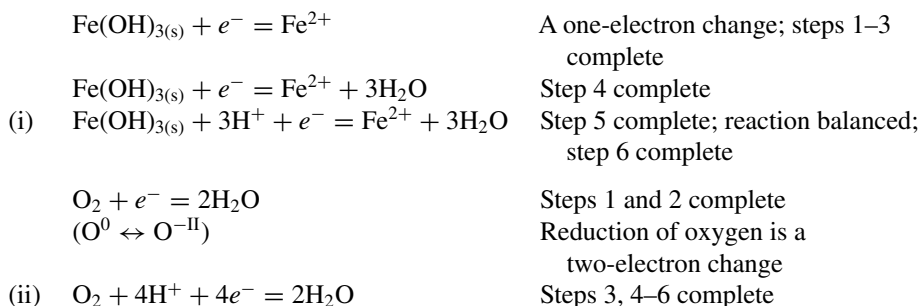 Fe(OH)₃₍ₛ₎ + e⁻ = Fe²⁺ A one-electron change; steps 1–3
complete
Fe(OH)₃₍ₛ₎ + e⁻ = Fe²⁺ + 3H₂O Step 4 complete
(i) Fe(OH)₃₍ₛ₎ + 3H⁺ + e⁻ = Fe²⁺ + 3H₂O Step 5 complete; reaction balanced;
step 6 complete
O₂ + e⁻ = 2H₂O Steps 1 and 2 complete
(O⁰ ↔ O⁻ᴵᴵ) Reduction of oxygen is a
two-electron change
(ii) O₂ + 4H⁺ + 4e⁻ = 2H₂O Steps 3, 4–6 complete